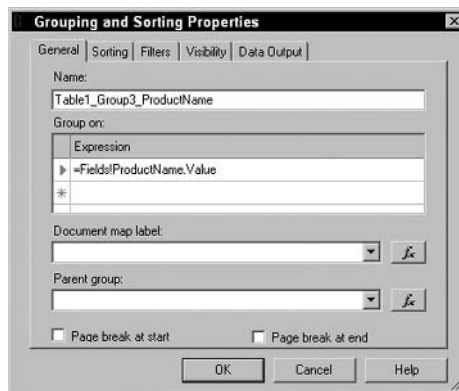 Grouping and Sorting Properties
General Sorting Filters Visibility Data Output
Name:
Table1_Group3_ProductName
Group on:
Expression
=Fields!ProductName.Value
Document map label:
fx
Parent group:
fx
Page break at start Page break at end
OK Cancel Help